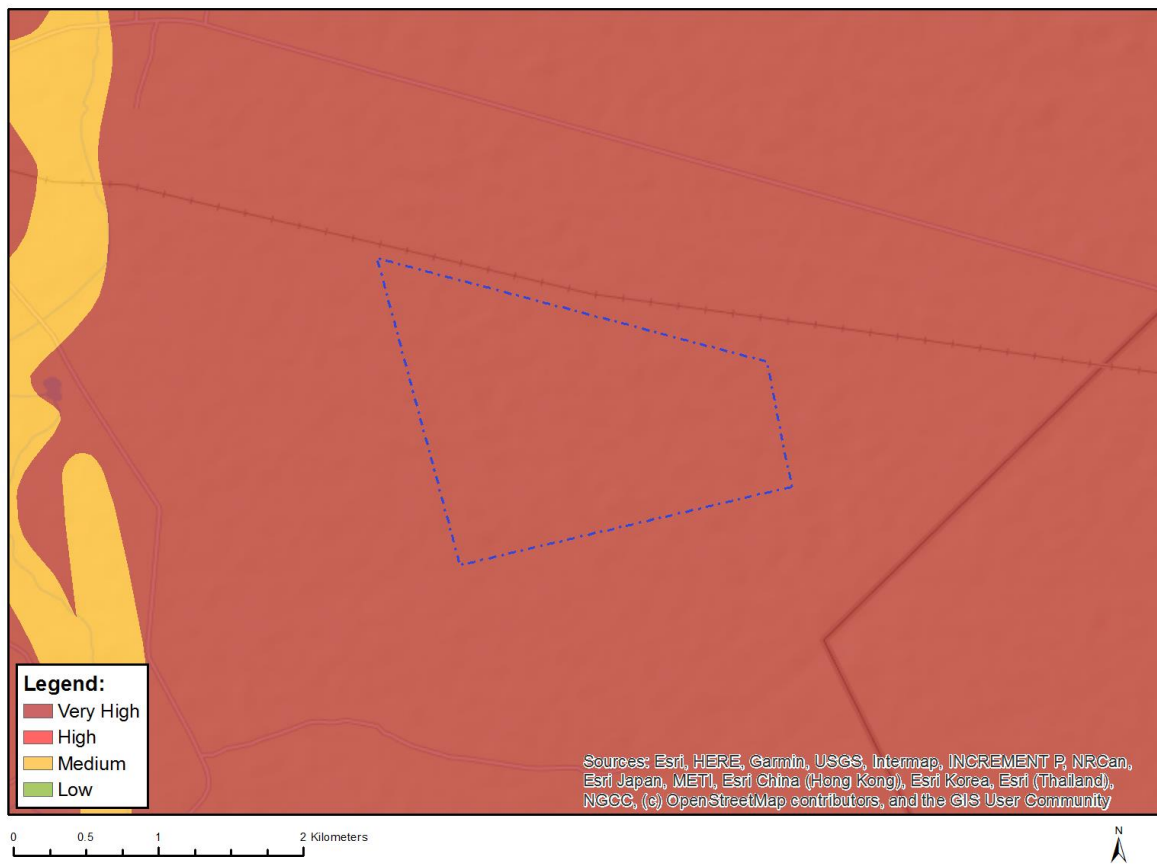 Legend:
Very High
High
Medium
Low
Sources: Esri, HERE, Garmin, USGS, Intermap, INCREMENT P, NRCan,
Esri Japan, METI, Esri China (Hong Kong), Esri Korea, Esri (Thailand),
NGCC, (c) OpenStreetMap contributors, and the GIS User Community
0 0.5 1 2 Kilometers
N